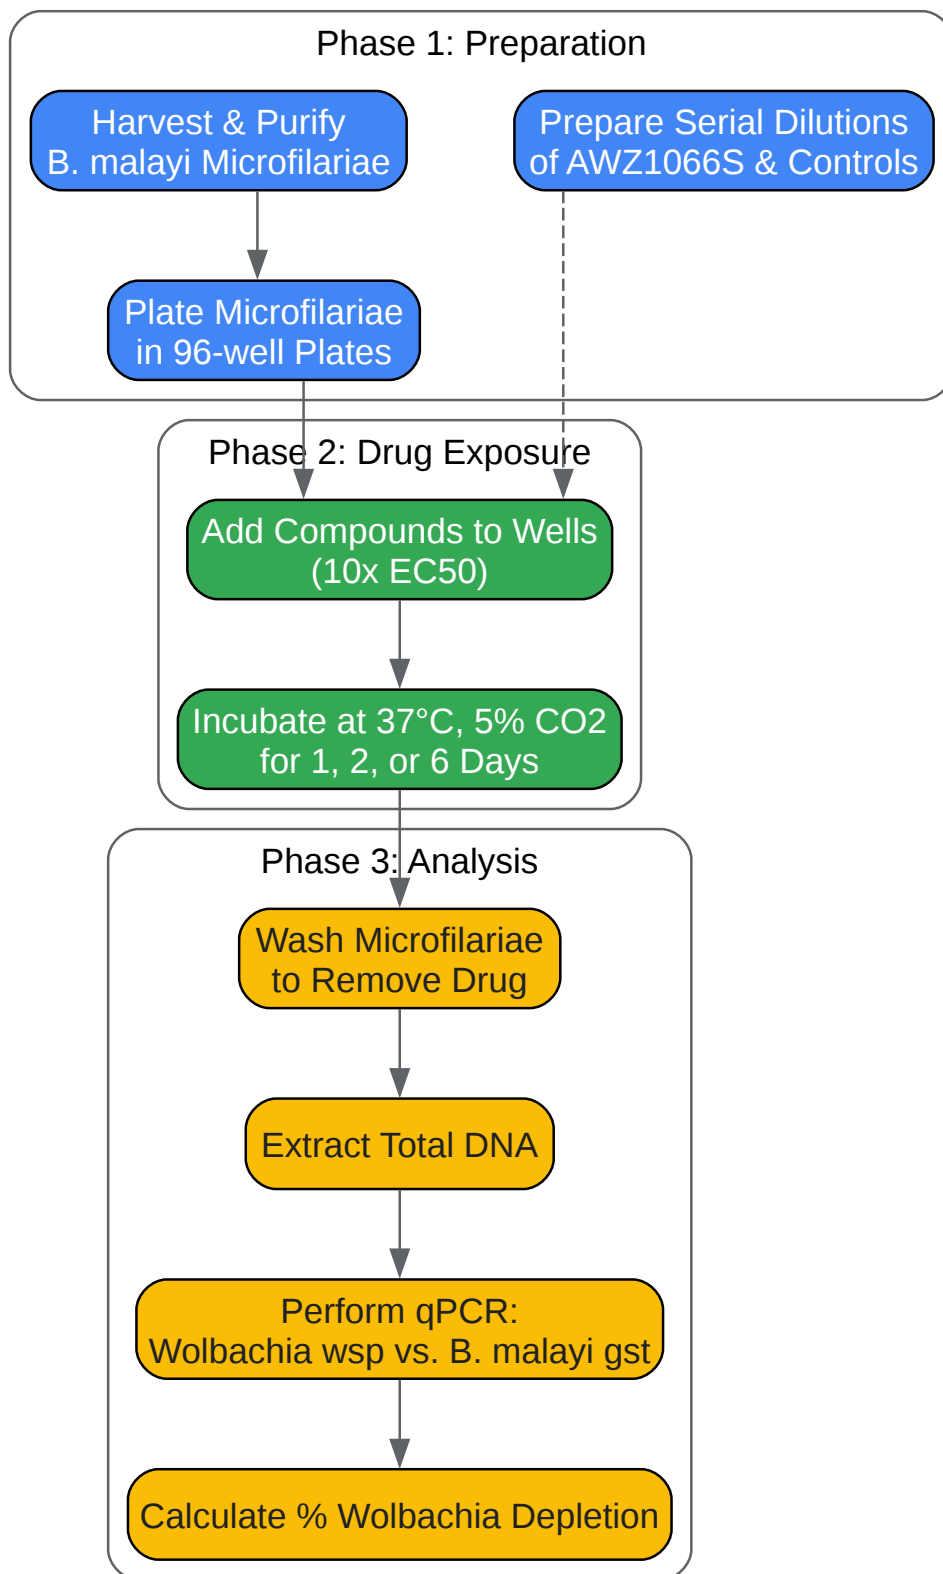 Phase 1: Preparation
Harvest & Purify
B. malayi Microfilariae
Prepare Serial Dilutions
of AWZ1066S & Controls
Plate Microfilariae
in 96-well Plates
Phase 2: Drug Exposure
Add Compounds to Wells
(10x EC50)
Incubate at 37°C, 5% CO2
for 1, 2, or 6 Days
Phase 3: Analysis
Wash Microfilariae
to Remove Drug
Extract Total DNA
Perform qPCR:
Wolbachia wsp vs. B. malayi gst
Calculate % Wolbachia Depletion